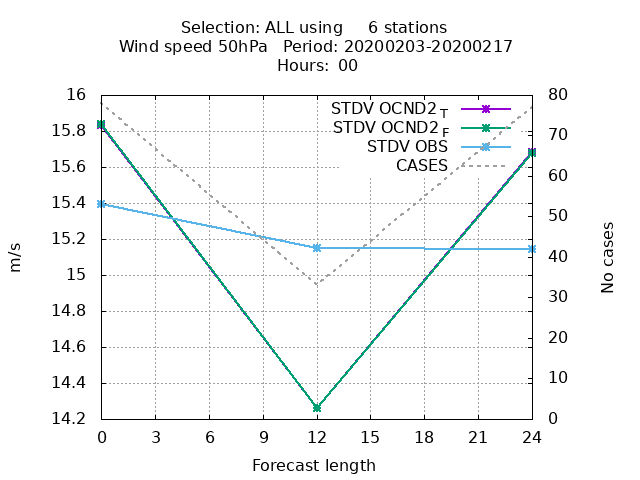 Selection: ALL using     6 stations
Wind speed 50hPa   Period: 20200203-20200217
Hours: 00
STDV OCND2_T
STDV OCND2_F
STDV OBS
CASES
16
15.8
15.6
15.4
15.2
15
14.8
14.6
14.4
14.2
m/s
80
70
60
50
40
30
20
10
0
No cases
0 3 6 9 12 15 18 21 24
Forecast length